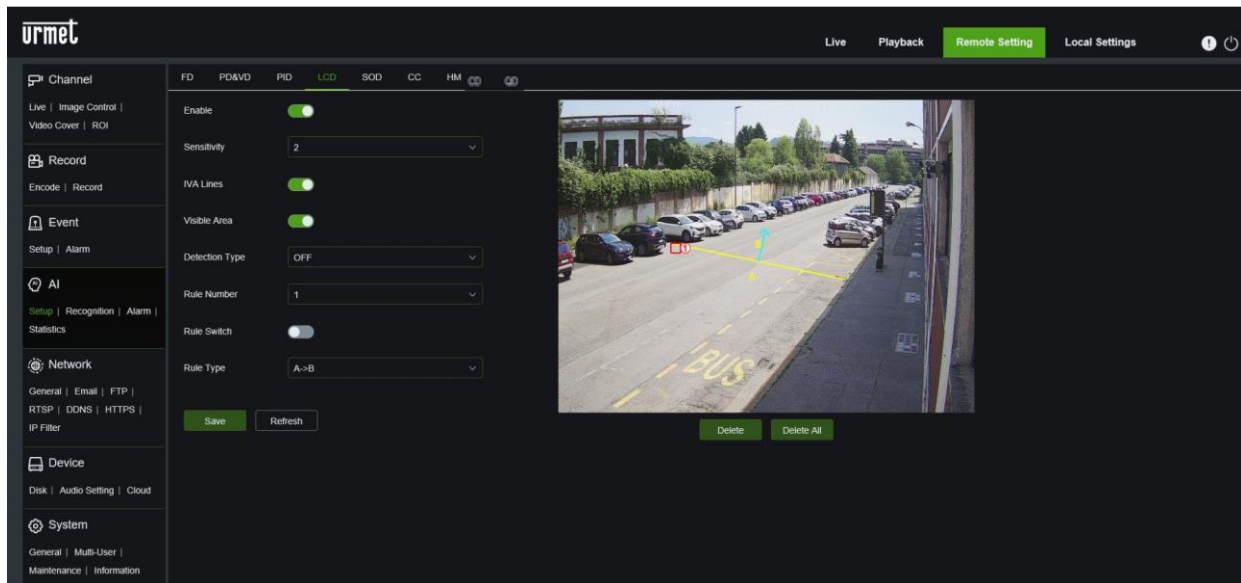 urmet
Live Playback Remote Setting Local Settings
Channel
Live | Image Control |
Video Cover | ROI
Record
Encode | Record
Event
Setup | Alarm
AI
Setup | Recognition | Alarm |
Statistics
Network
General | Email | FTP |
RTSP | DDNS | HTTPS |
IP Filter
Device
Disk | Audio Setting | Cloud
System
General | Multi-User |
Maintenance | Information
FD PD&VD PID LCD SOD CC HM CD QD
Enable
Sensitivity 2
IVA Lines
Visible Area
Detection Type OFF
Rule Number 1
Rule Switch
Rule Type A->B
Save Refresh
1
B
A
BUS
Delete Delete All